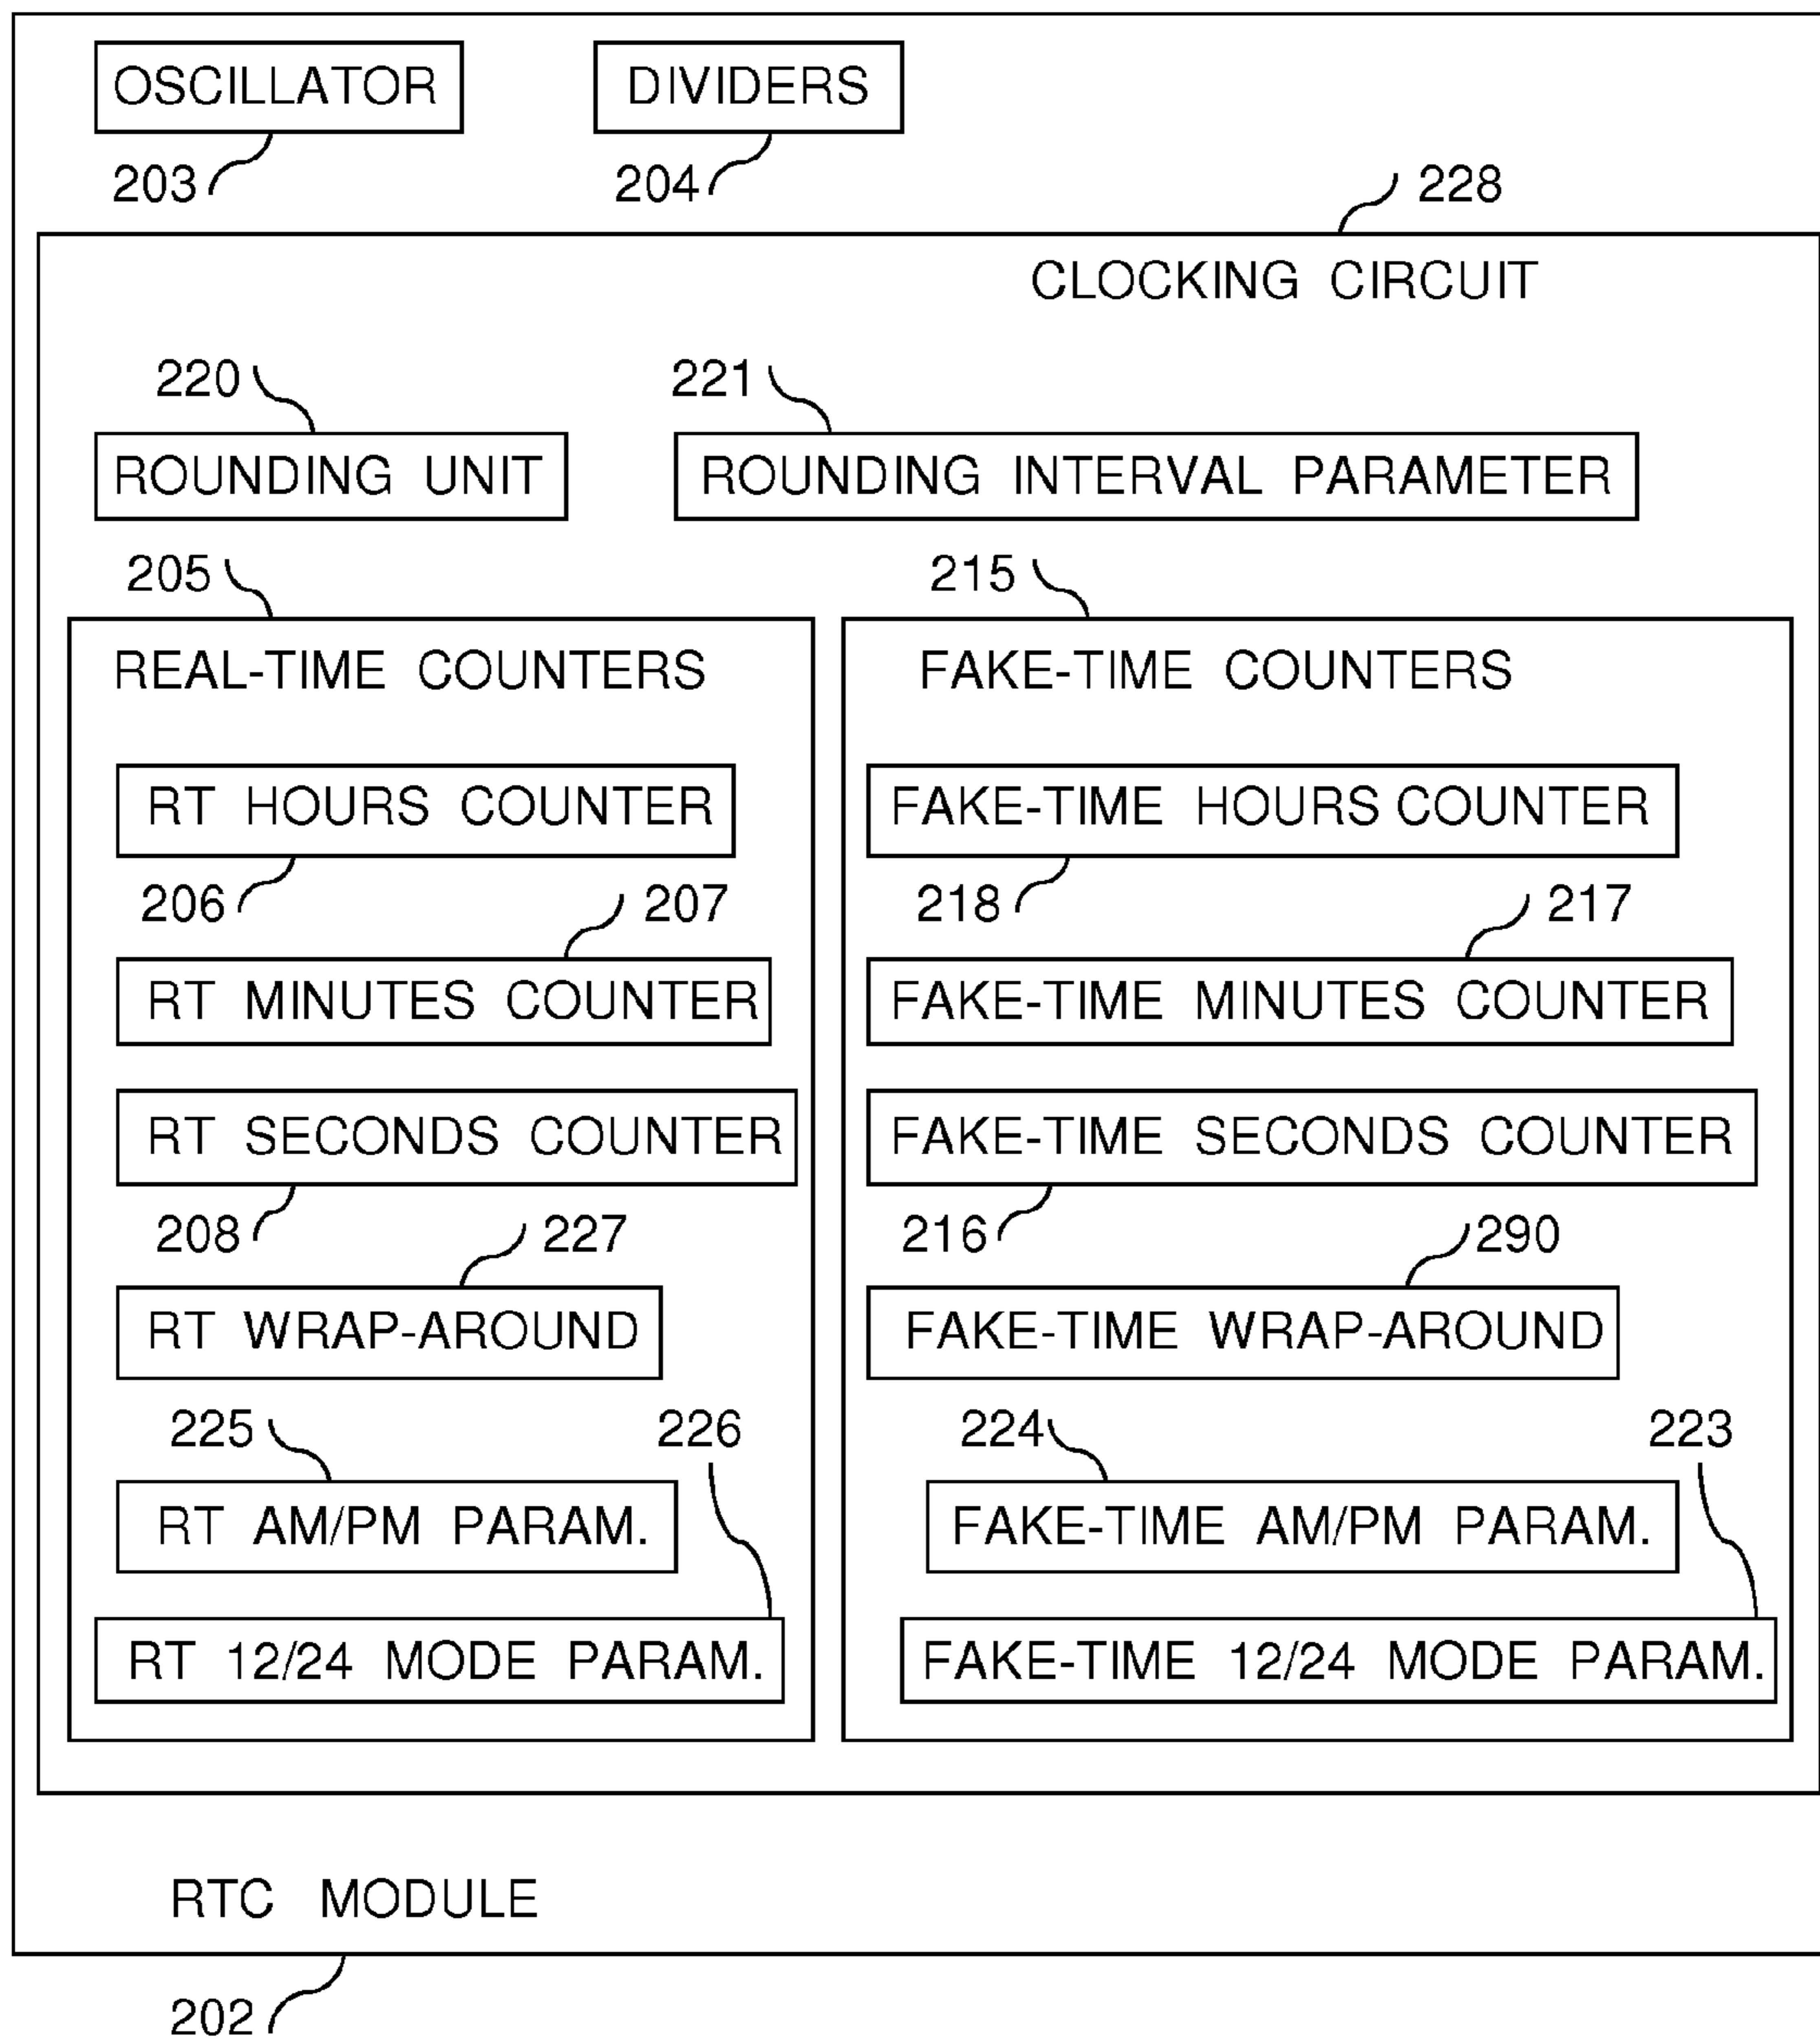 OSCILLATOR
DIVIDERS
203
204
228
CLOCKING CIRCUIT
220
221
ROUNDING UNIT
ROUNDING INTERVAL PARAMETER
205
215
REAL-TIME COUNTERS
FAKE-TIME COUNTERS
RT HOURS COUNTER
FAKE-TIME HOURS COUNTER
206
207
218
217
RT MINUTES COUNTER
FAKE-TIME MINUTES COUNTER
RT SECONDS COUNTER
FAKE-TIME SECONDS COUNTER
208
227
216
290
RT WRAP-AROUND
FAKE-TIME WRAP-AROUND
225
226
224
223
RT AM/PM PARAM.
FAKE-TIME AM/PM PARAM.
RT 12/24 MODE PARAM.
FAKE-TIME 12/24 MODE PARAM.
RTC MODULE
202